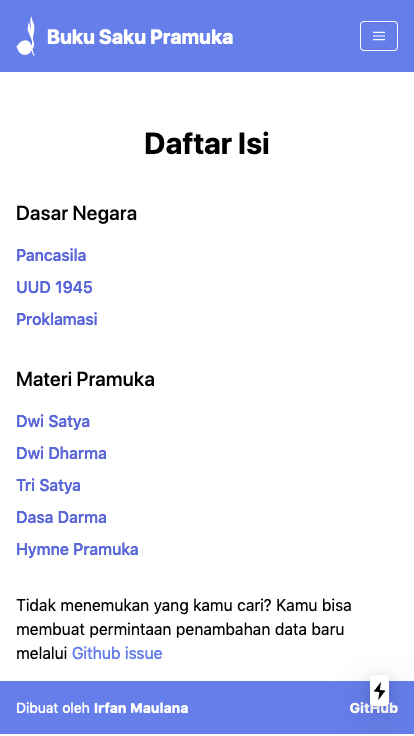 Buku Saku Pramuka
Daftar Isi
Dasar Negara
Pancasila
UUD 1945
Proklamasi
Materi Pramuka
Dwi Satya
Dwi Dharma
Tri Satya
Dasa Darma
Hymne Pramuka
Tidak menemukan yang kamu cari? Kamu bisa
membuat permintaan penambahan data baru
melalui Github issue
Dibuat oleh Irfan Maulana
GitHub